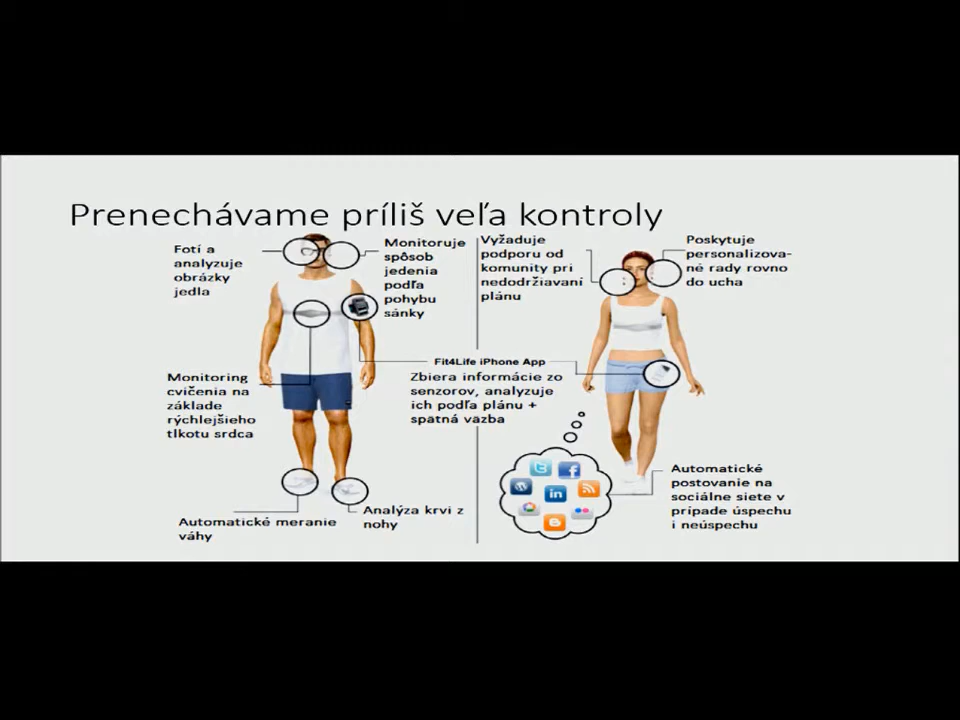 Prenechávame príliš veľa kontroly
Fotí a
analyzuje
obrázky
jedla
Monitoruje
spôsob
jedenia
podľa
pohybu
sánky
Vyžaduje
podporu od
komunity pri
nedodržiavaní
plánu
Poskytuje
personalizova-
né rady rovno
do ucha
Fit4Life iPhone App
Zbiera informácie zo
senzorov, analyzuje
ich podľa plánu +
spätná väzba
Monitoring
cvičenia na
základe
rýchlejšieho
tlkotu srdca
Automatické meranie
váhy
Analýza krvi z
nohy
Automatické
postovanie na
sociálne siete v
prípade úspechu
i neúspechu